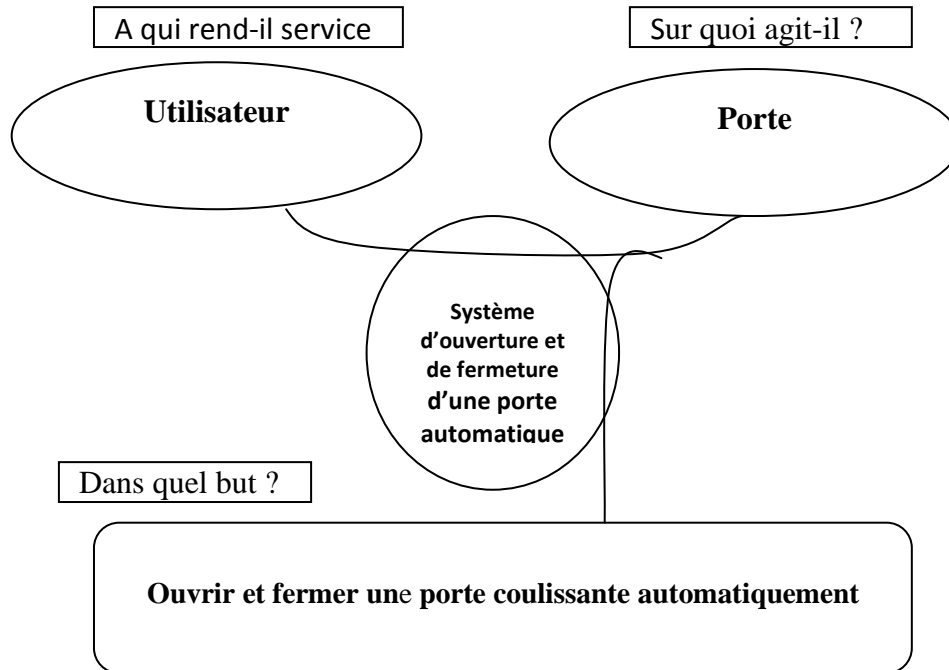 A qui rend-il service
Sur quoi agit-il ?
Utilisateur
Porte
Système
d'ouverture et
de fermeture
d'une porte
automatique
Dans quel but ?
Ouvrir et fermer une porte coulissante automatiquement